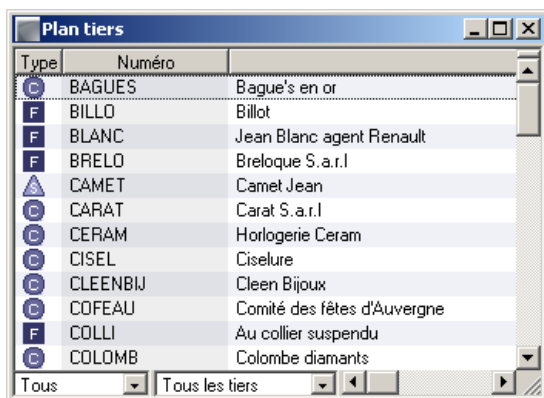 Plan tiers
Type Numéro
C BAGUES Bague's en or
F BILLO Billot
F BLANC Jean Blanc agent Renault
F BRELO Breloque S.a.r.l
S CAMET Camet Jean
C CARAT Carat S.a.r.l
C CERAM Horlogerie Ceram
C CISEL Ciselure
C CLEENBIJ Cleen Bijoux
C COFEAU Comité des fêtes d'Auvergne
F COLLI Au collier suspendu
C COLOMB Colombe diamants
Tous Tous les tiers